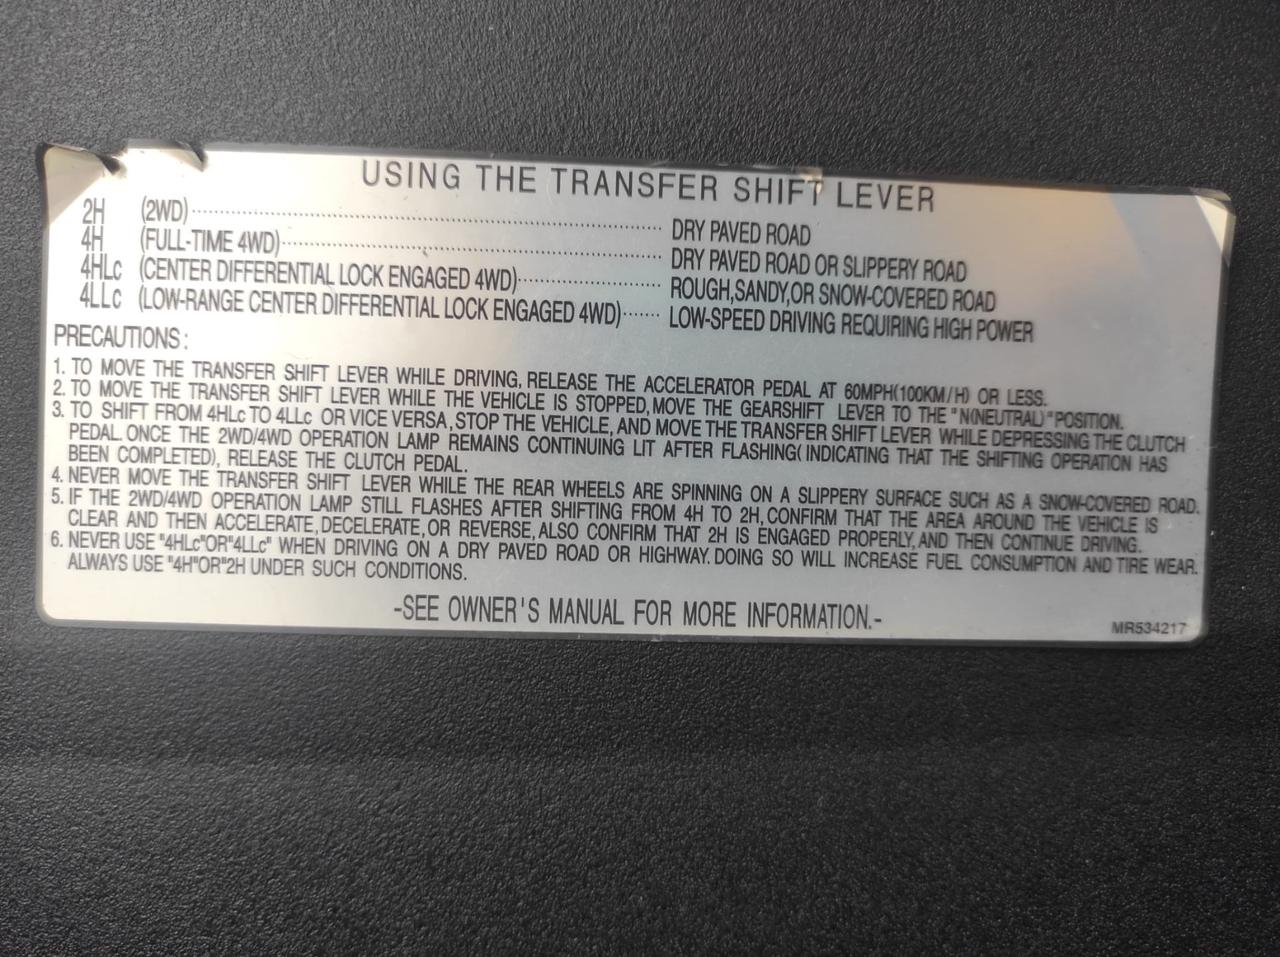 USING THE TRANSFER SHIFT LEVER
2H (2WD)........................ DRY PAVED ROAD
4H (FULL-TIME 4WD)........................ DRY PAVED ROAD OR SLIPPERY ROAD
4HLc (CENTER DIFFERENTIAL LOCK ENGAGED 4WD)........................ ROUGH,SANDY,OR SNOW-COVERED ROAD
4LLc (LOW-RANGE CENTER DIFFERENTIAL LOCK ENGAGED 4WD)....... LOW-SPEED DRIVING REQUIRING HIGH POWER
PRECAUTIONS:
1. TO MOVE THE TRANSFER SHIFT LEVER WHILE DRIVING, RELEASE THE ACCELERATOR PEDAL AT 60MPH(100KM/H) OR LESS.
2. TO MOVE THE TRANSFER SHIFT LEVER WHILE THE VEHICLE IS STOPPED, MOVE THE GEARSHIFT LEVER TO THE "N(NEUTRAL)" POSITION.
3. TO SHIFT FROM 4HLc TO 4LLc OR VICE VERSA, STOP THE VEHICLE, AND MOVE THE TRANSFER SHIFT LEVER WHILE DEPRESSING THE CLUTCH
PEDAL. ONCE THE 2WD/4WD OPERATION LAMP REMAINS CONTINUING LIT AFTER FLASHING( INDICATING THAT THE SHIFTING OPERATION HAS
BEEN COMPLETED), RELEASE THE CLUTCH PEDAL.
4. NEVER MOVE THE TRANSFER SHIFT LEVER WHILE THE REAR WHEELS ARE SPINNING ON A SLIPPERY SURFACE SUCH AS A SNOW-COVERED ROAD.
5. IF THE 2WD/4WD OPERATION LAMP STILL FLASHES AFTER SHIFTING FROM 4H TO 2H, CONFIRM THAT THE AREA AROUND THE VEHICLE IS
CLEAR AND THEN ACCELERATE, DECELERATE, OR REVERSE, ALSO CONFIRM THAT 2H IS ENGAGED PROPERLY, AND THEN CONTINUE DRIVING.
6. NEVER USE "4HLc"OR"4LLc" WHEN DRIVING ON A DRY PAVED ROAD OR HIGHWAY. DOING SO WILL INCREASE FUEL CONSUMPTION AND TIRE WEAR.
ALWAYS USE "4H"OR"2H UNDER SUCH CONDITIONS.
-SEE OWNER'S MANUAL FOR MORE INFORMATION.-
MR534217